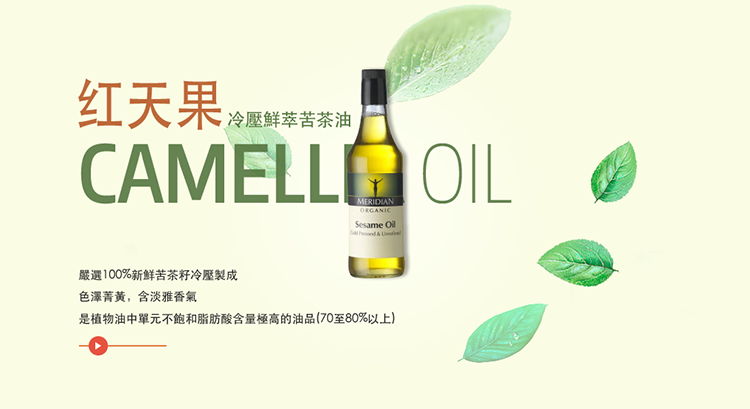 红天果
冷壓鮮萃苦茶油
CAMELLI OIL
MERIDIAN
ORGANIC
Sesame Oil
Cold Pressed & Unrefined
嚴選100%新鮮苦茶籽冷壓製成
色澤菁黃，含淡雅香氣
是植物油中單元不飽和脂肪酸含量極高的油品(70至80%以上)